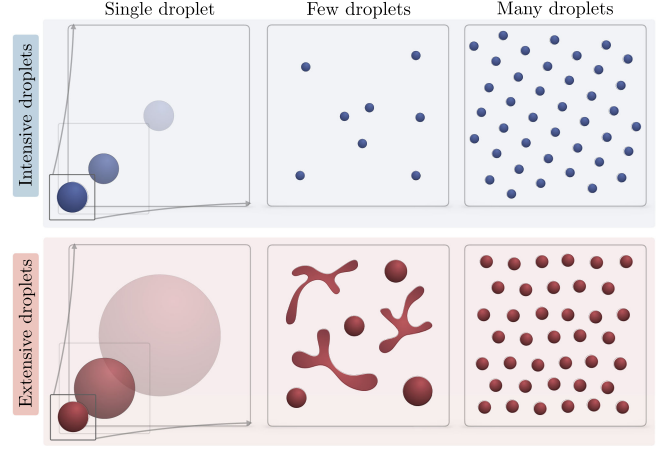 Single droplet
Few droplets
Many droplets
Intensive droplets
Extensive droplets